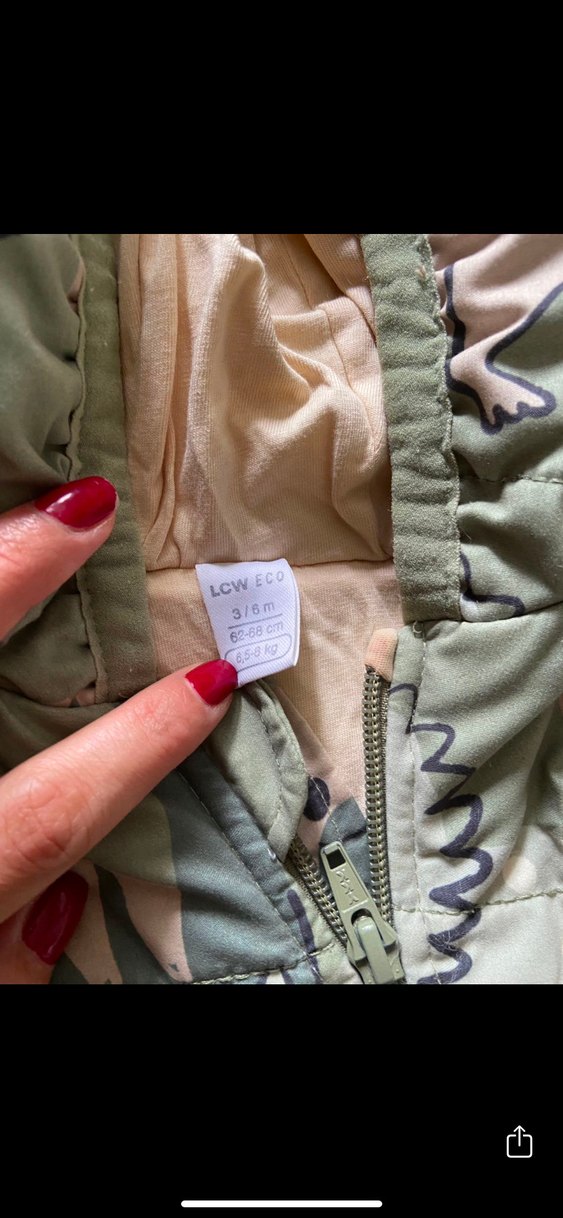 LCW ECO
3/6 m
62-68 cm
6,5-8 kg